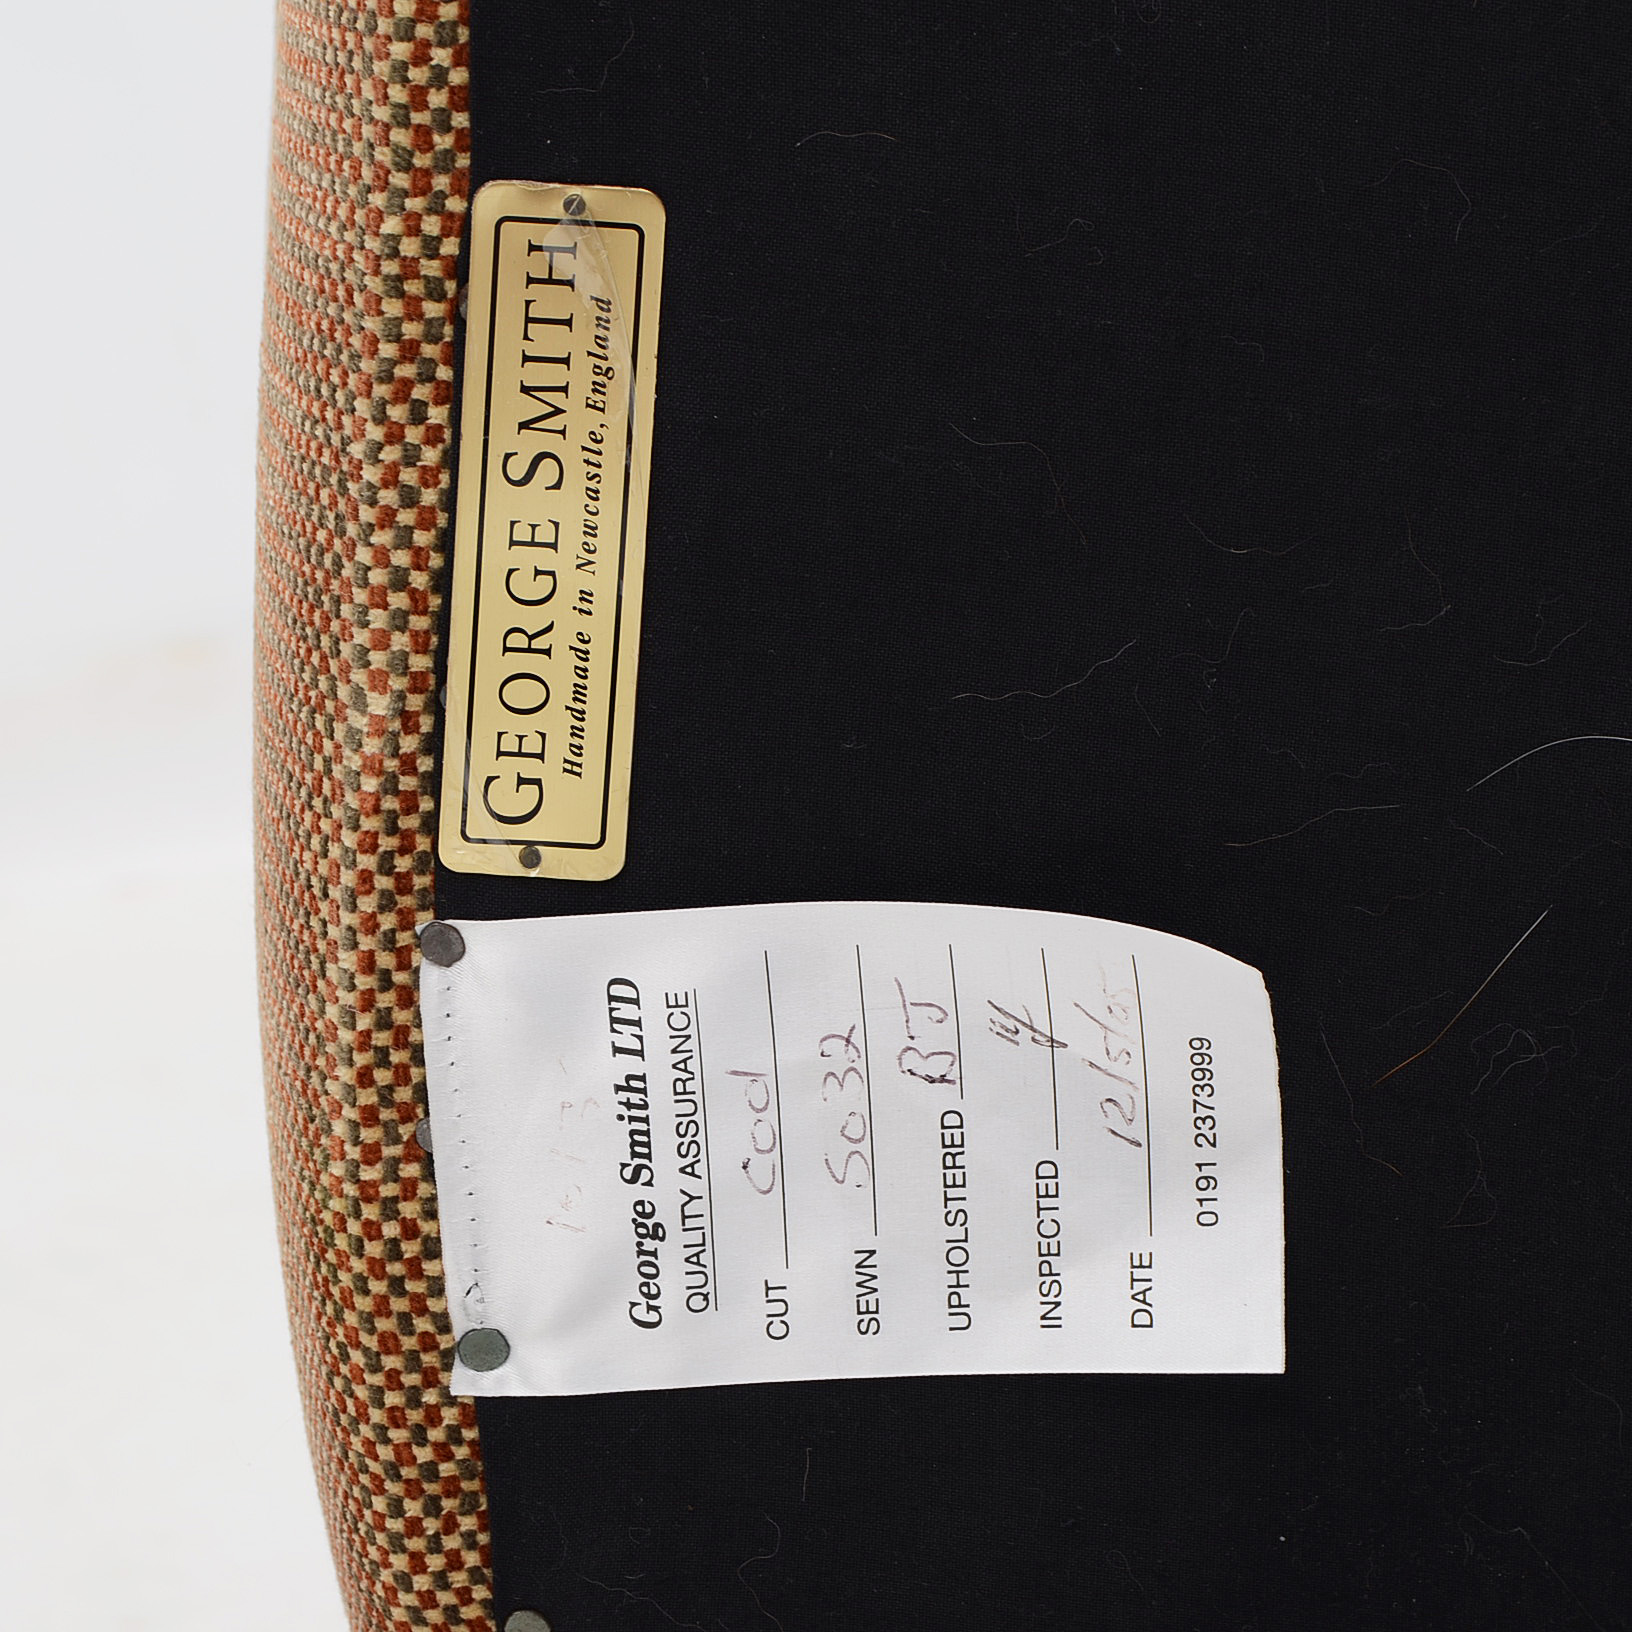 GEORGE SMITH
Handmade in Newcastle, England
George Smith LTD
QUALITY ASSURANCE
CUT COD
SEWN 5032
UPHOLSTERED BJ
INSPECTED
DATE 12/5/05
0191 2373999